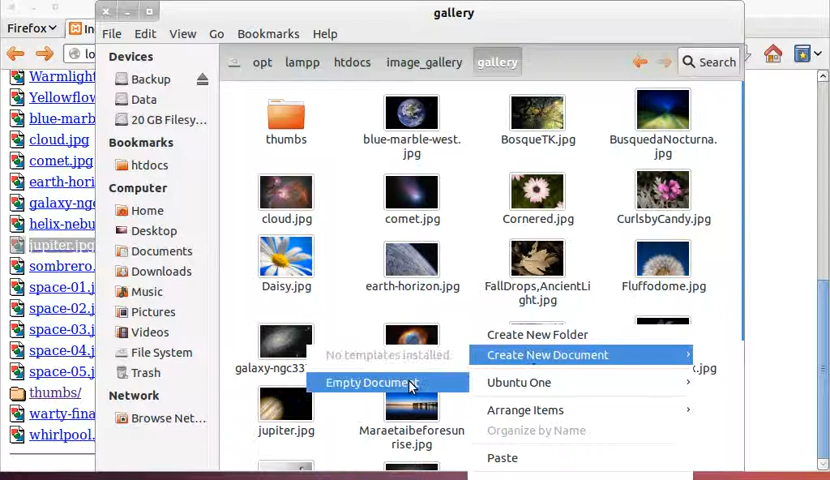 gallery
Firefox
File Edit View Go Bookmarks Help
Devices
Backup
Data
20 GB Filesy...
Bookmarks
htdocs
Computer
Home
Desktop
Documents
Downloads
Music
Pictures
Videos
File System
Trash
Network
Browse Net...
opt lampp htdocs image_gallery gallery
Search
Warmlight
Yellowflow
blue-marb
cloud.jpg
comet.jpg
earth-horiz
galaxy-ngc
helix-nebu
jupiter.jpg
sombrero.
space-01.j
space-02.j
space-03.j
space-04.j
space-05.j
thumbs/
warty-fina
whirlpool.
thumbs
blue-marble-west.
jpg
BosqueTK.jpg
BusquedaNocturna.
jpg
cloud.jpg
comet.jpg
Cornered.jpg
CurlsbyCandy.jpg
Daisy.jpg
earth-horizon.jpg
FallDrops,AncientLi
ght.jpg
Fluffodome.jpg
galaxy-ngc33
jupiter.jpg
Maraetaibeforesun
rise.jpg
No templates installed.
Empty Document
Create New Folder
Create New Document
Ubuntu One
Arrange Items
Organize by Name
Paste